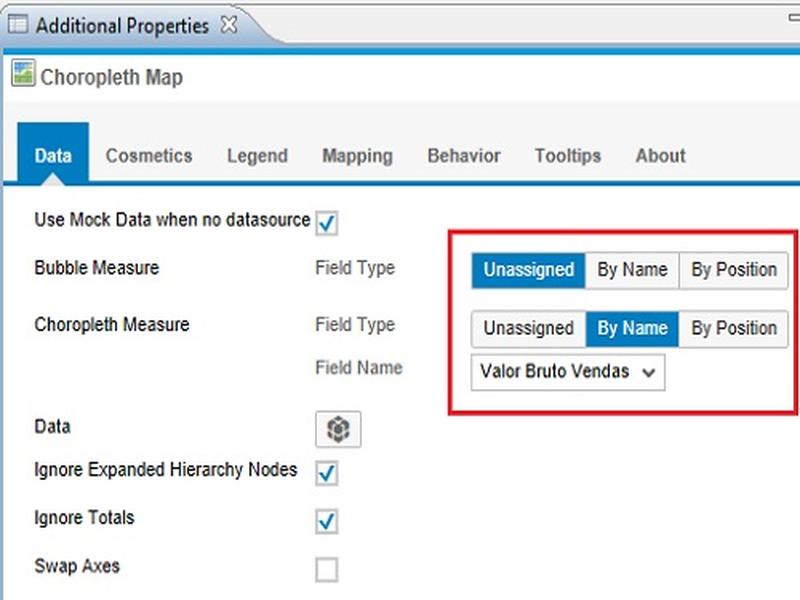 Additional Properties
Choropleth Map
Data Cosmetics Legend Mapping Behavior Tooltips About
Use Mock Data when no datasource
Bubble Measure Field Type Unassigned By Name By Position
Choropleth Measure Field Type Unassigned By Name By Position
Field Name Valor Bruto Vendas
Data
Ignore Expanded Hierarchy Nodes
Ignore Totals
Swap Axes